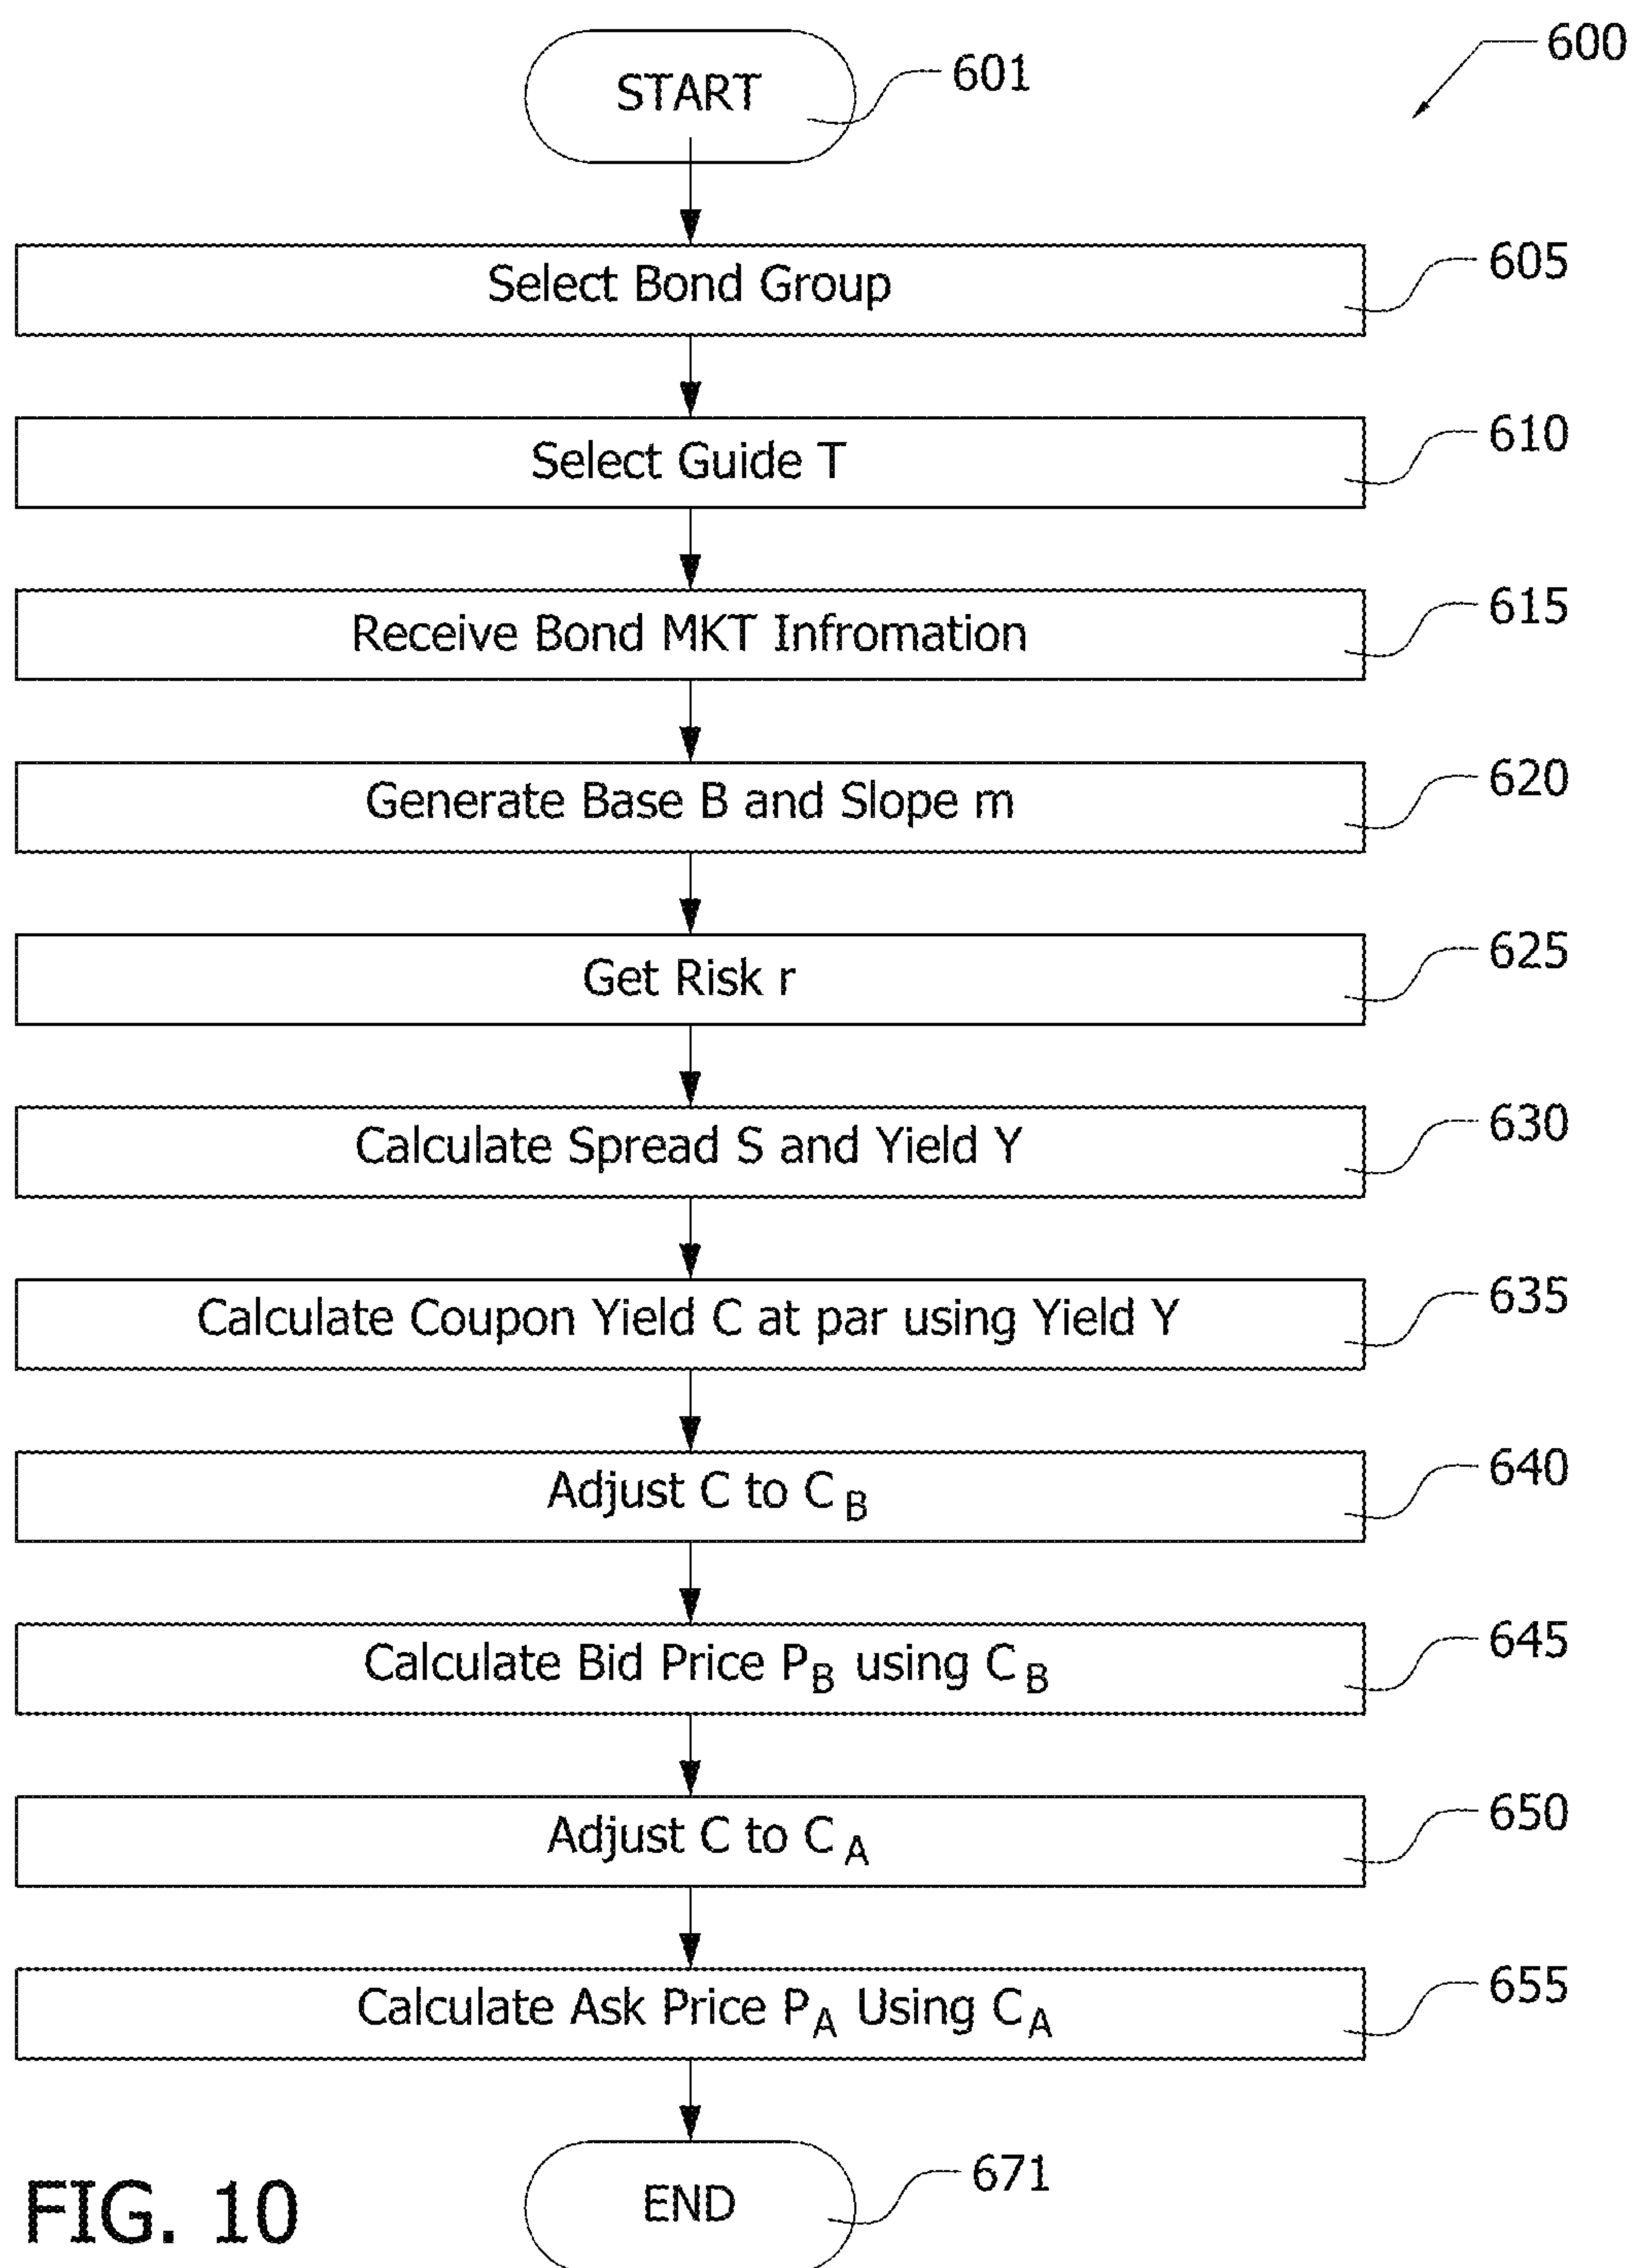 600
START
601
Select Bond Group
605
Select Guide T
610
Receive Bond MKT Infromation
615
Generate Base B and Slope m
620
Get Risk r
625
Calculate Spread S and Yield Y
630
Calculate Coupon Yield C at par using Yield Y
635
Adjust C to C B
640
Calculate Bid Price PB using C B
645
Adjust C to C A
650
Calculate Ask Price PA Using CA
655
END
671
FIG. 10